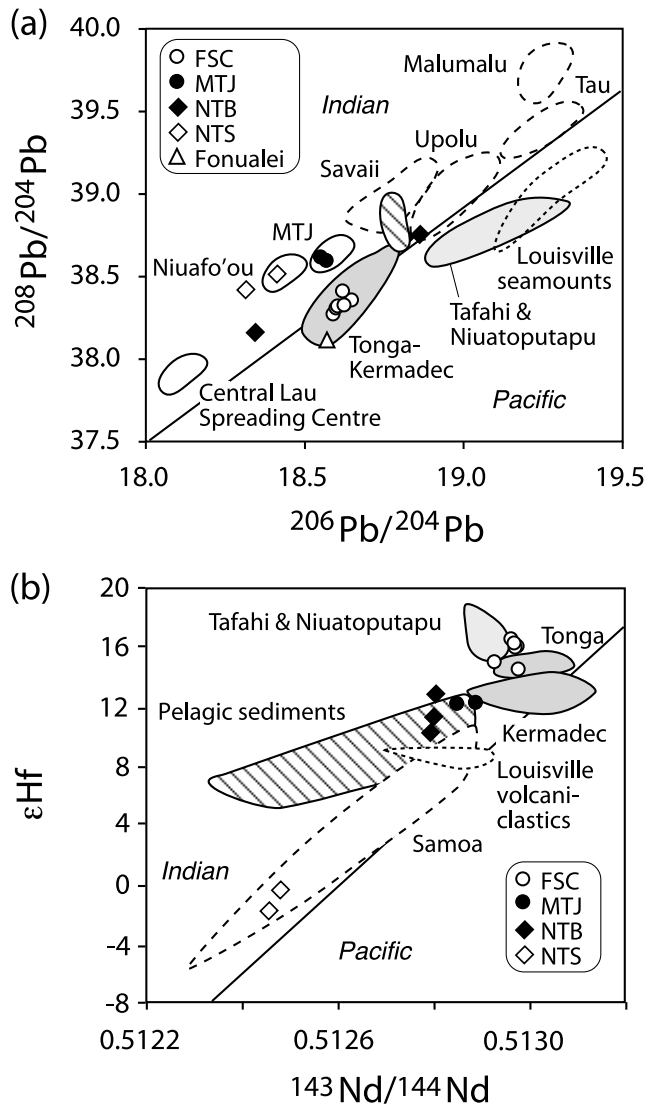 (a)
40.0
39.5
39.0
38.5
38.0
37.5
208Pb/204Pb
FSC
MTJ
NTB
NTS
Fonualei
Indian
Malumalu
Tau
Upolu
Savaii
MTJ
Niuafo'ou
Louisville
seamounts
Tafahi &
Niuatoputapu
Tonga-
Kermadec
Central Lau
Spreading Centre
Pacific
18.0 18.5 19.0 19.5
206Pb/204Pb
(b)
20
16
12
8
4
0
-4
-8
εHf
Tafahi & Niuatoputapu
Tonga
Pelagic sediments
Kermadec
Louisville
volcani-
clastics
Samoa
Indian
Pacific
FSC
MTJ
NTB
NTS
0.5122 0.5126 0.5130
143Nd/144Nd